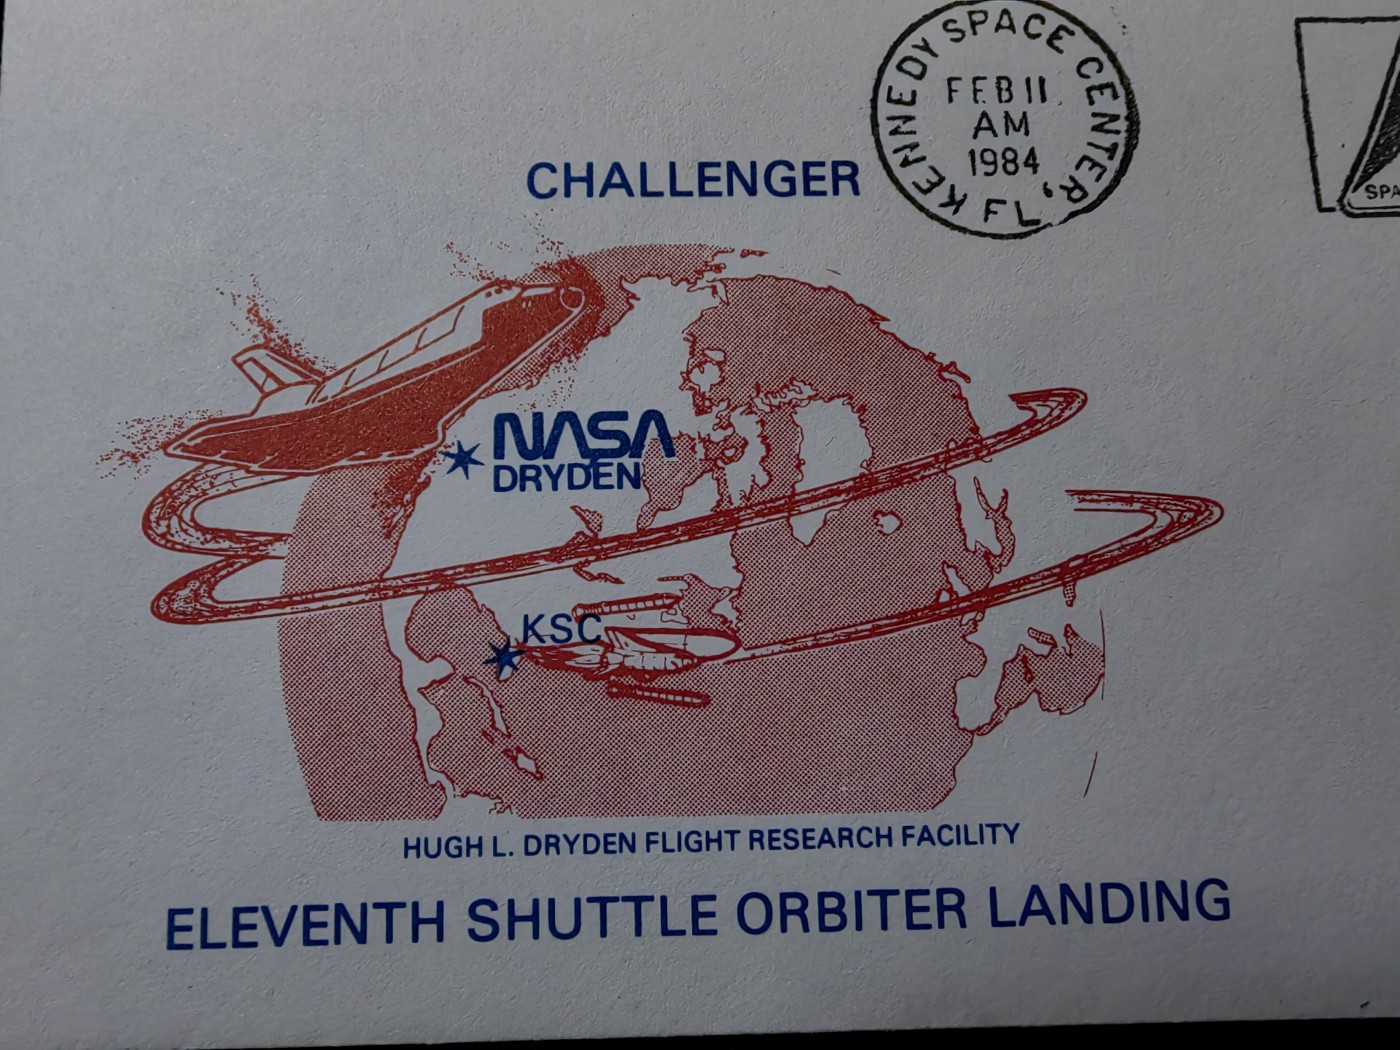 KENNEDY SPACE CENTER, FL
FEB 11
AM
1984
CHALLENGER
NASA
DRYDEN
KSC
HUGH L. DRYDEN FLIGHT RESEARCH FACILITY
ELEVENTH SHUTTLE ORBITER LANDING